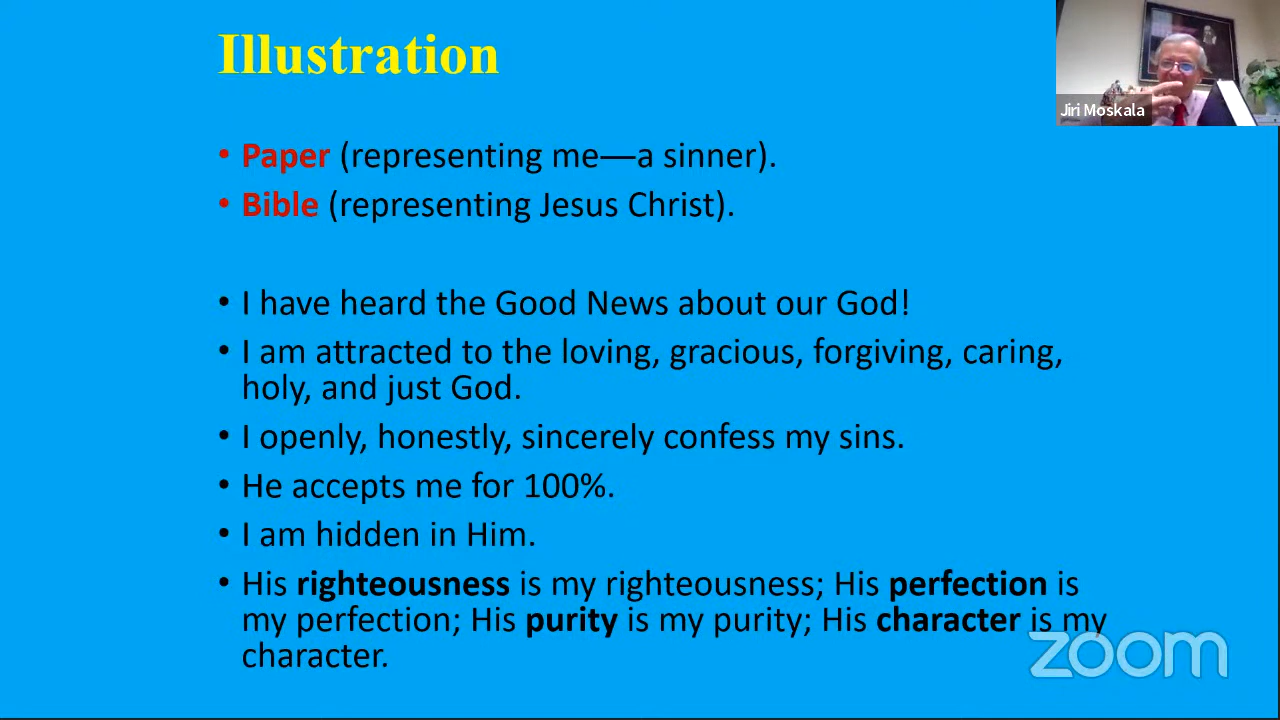 Illustration
Jiri Moskala
• Paper (representing me—a sinner).
• Bible (representing Jesus Christ).
• I have heard the Good News about our God!
• I am attracted to the loving, gracious, forgiving, caring,
holy, and just God.
• I openly, honestly, sincerely confess my sins.
• He accepts me for 100%.
• I am hidden in Him.
• His righteousness is my righteousness; His perfection is
my perfection; His purity is my purity; His character is my
character.
zoom